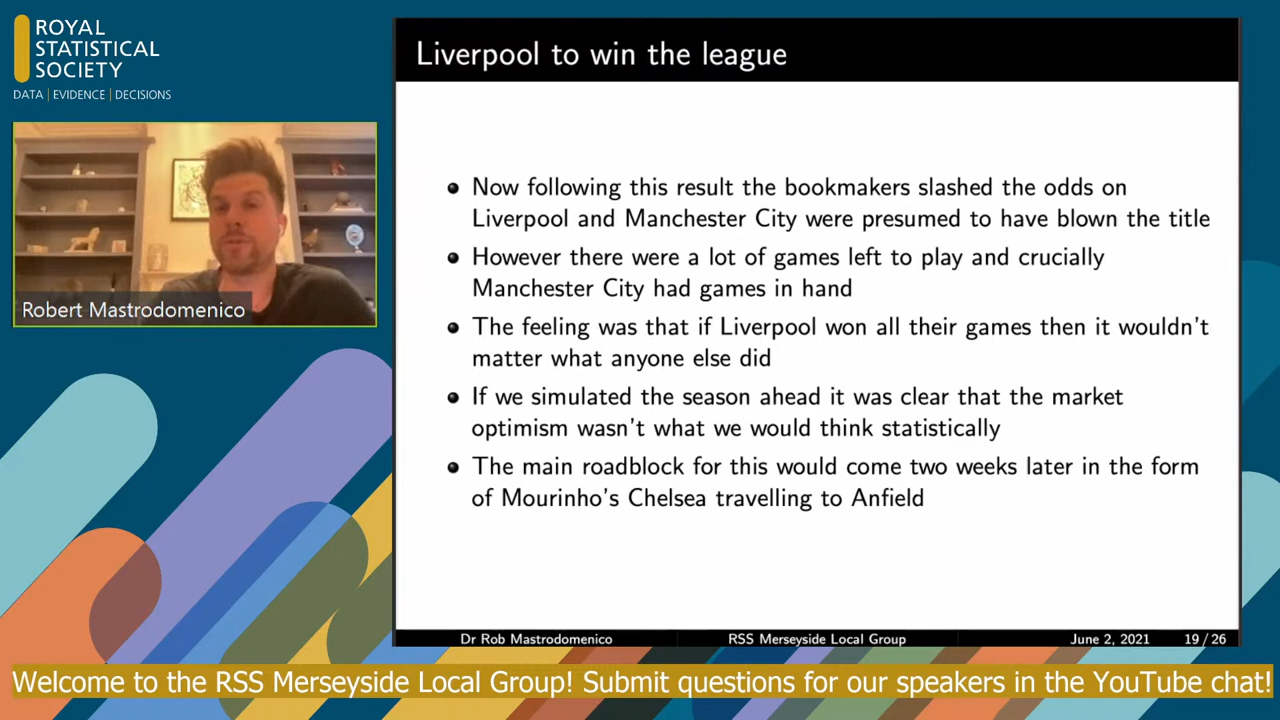 ROYAL
STATISTICAL
SOCIETY
DATA | EVIDENCE | DECISIONS
Robert Mastrodomenico
Liverpool to win the league
Now following this result the bookmakers slashed the odds on
Liverpool and Manchester City were presumed to have blown the title
However there were a lot of games left to play and crucially
Manchester City had games in hand
The feeling was that if Liverpool won all their games then it wouldn't
matter what anyone else did
If we simulated the season ahead it was clear that the market
optimism wasn't what we would think statistically
The main roadblock for this would come two weeks later in the form
of Mourinho's Chelsea travelling to Anfield
Dr Rob Mastrodomenico RSS Merseyside Local Group June 2, 2021 19 / 26
Welcome to the RSS Merseyside Local Group! Submit questions for our speakers in the YouTube chat!